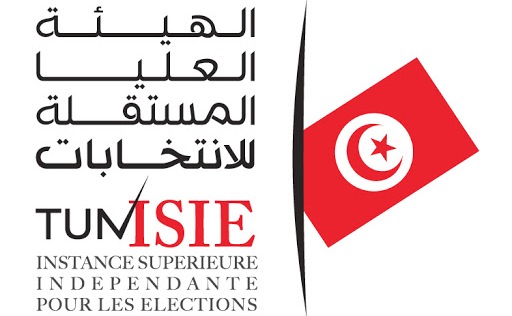 الهيئة
العليا
المستقلة
للانتخابات
TUNISIE
INSTANCE SUPERIEURE
INDEPENDANTE
POUR LES ELECTIONS